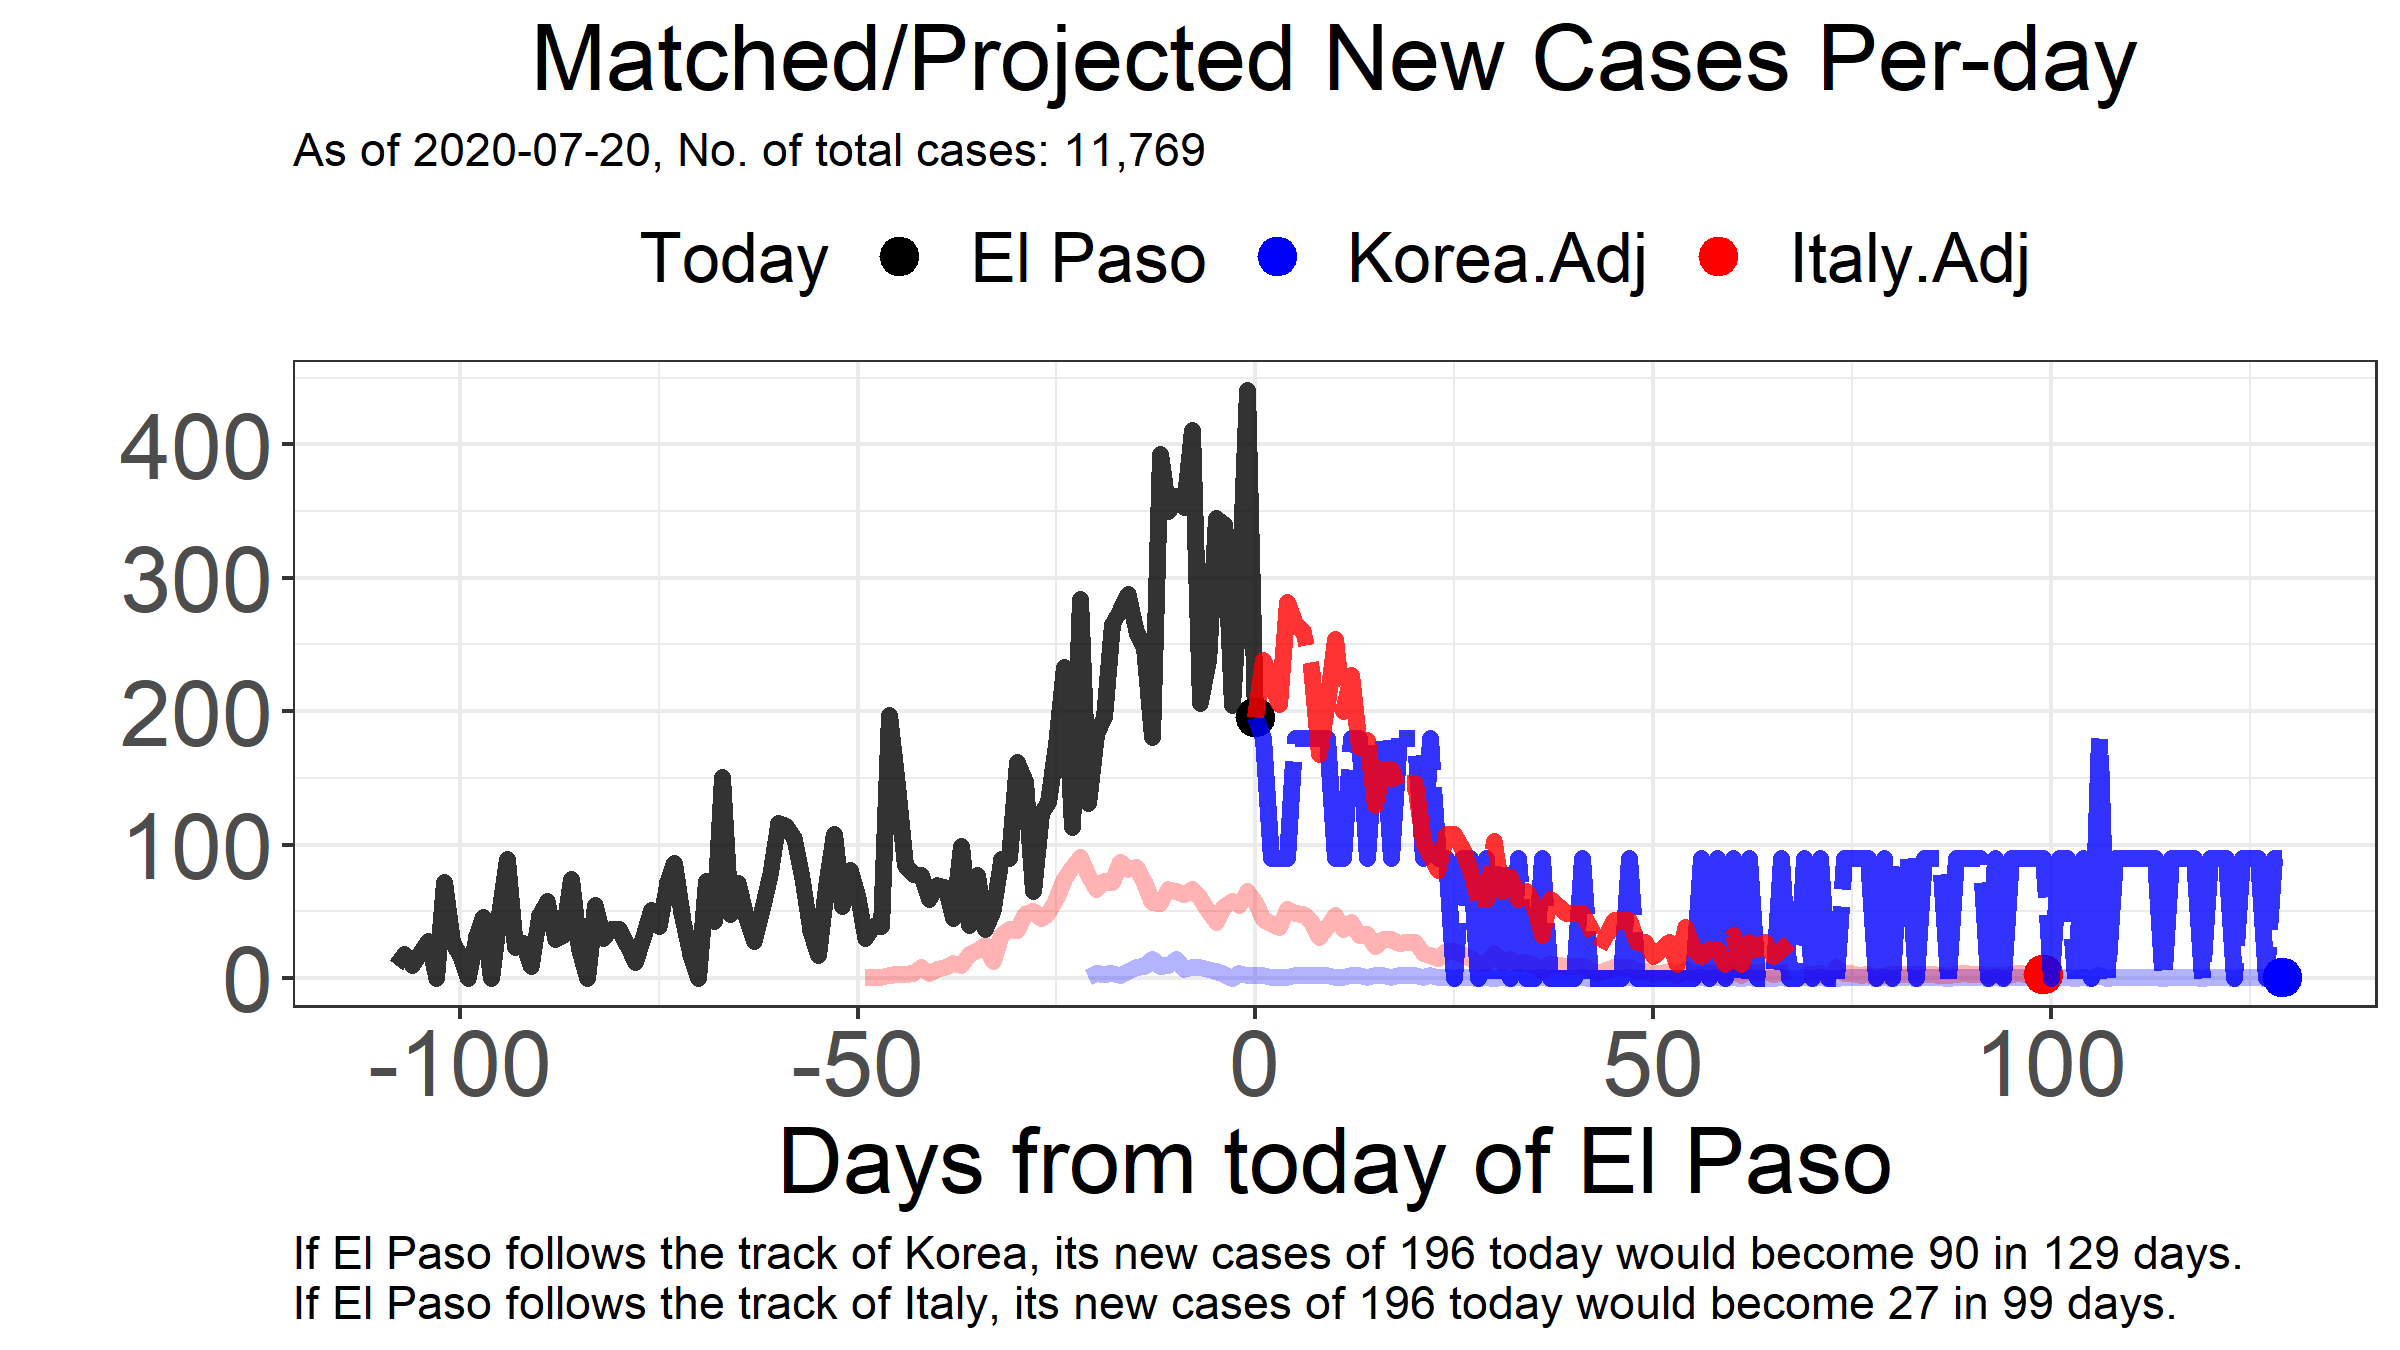 Matched/Projected New Cases Per-day
As of 2020-07-20, No. of total cases: 11,769
Today El Paso Korea.Adj Italy.Adj
400
300
200
100
0
-100 -50 0 50 100
Days from today of El Paso
If El Paso follows the track of Korea, its new cases of 196 today would become 90 in 129 days.
If El Paso follows the track of Italy, its new cases of 196 today would become 27 in 99 days.